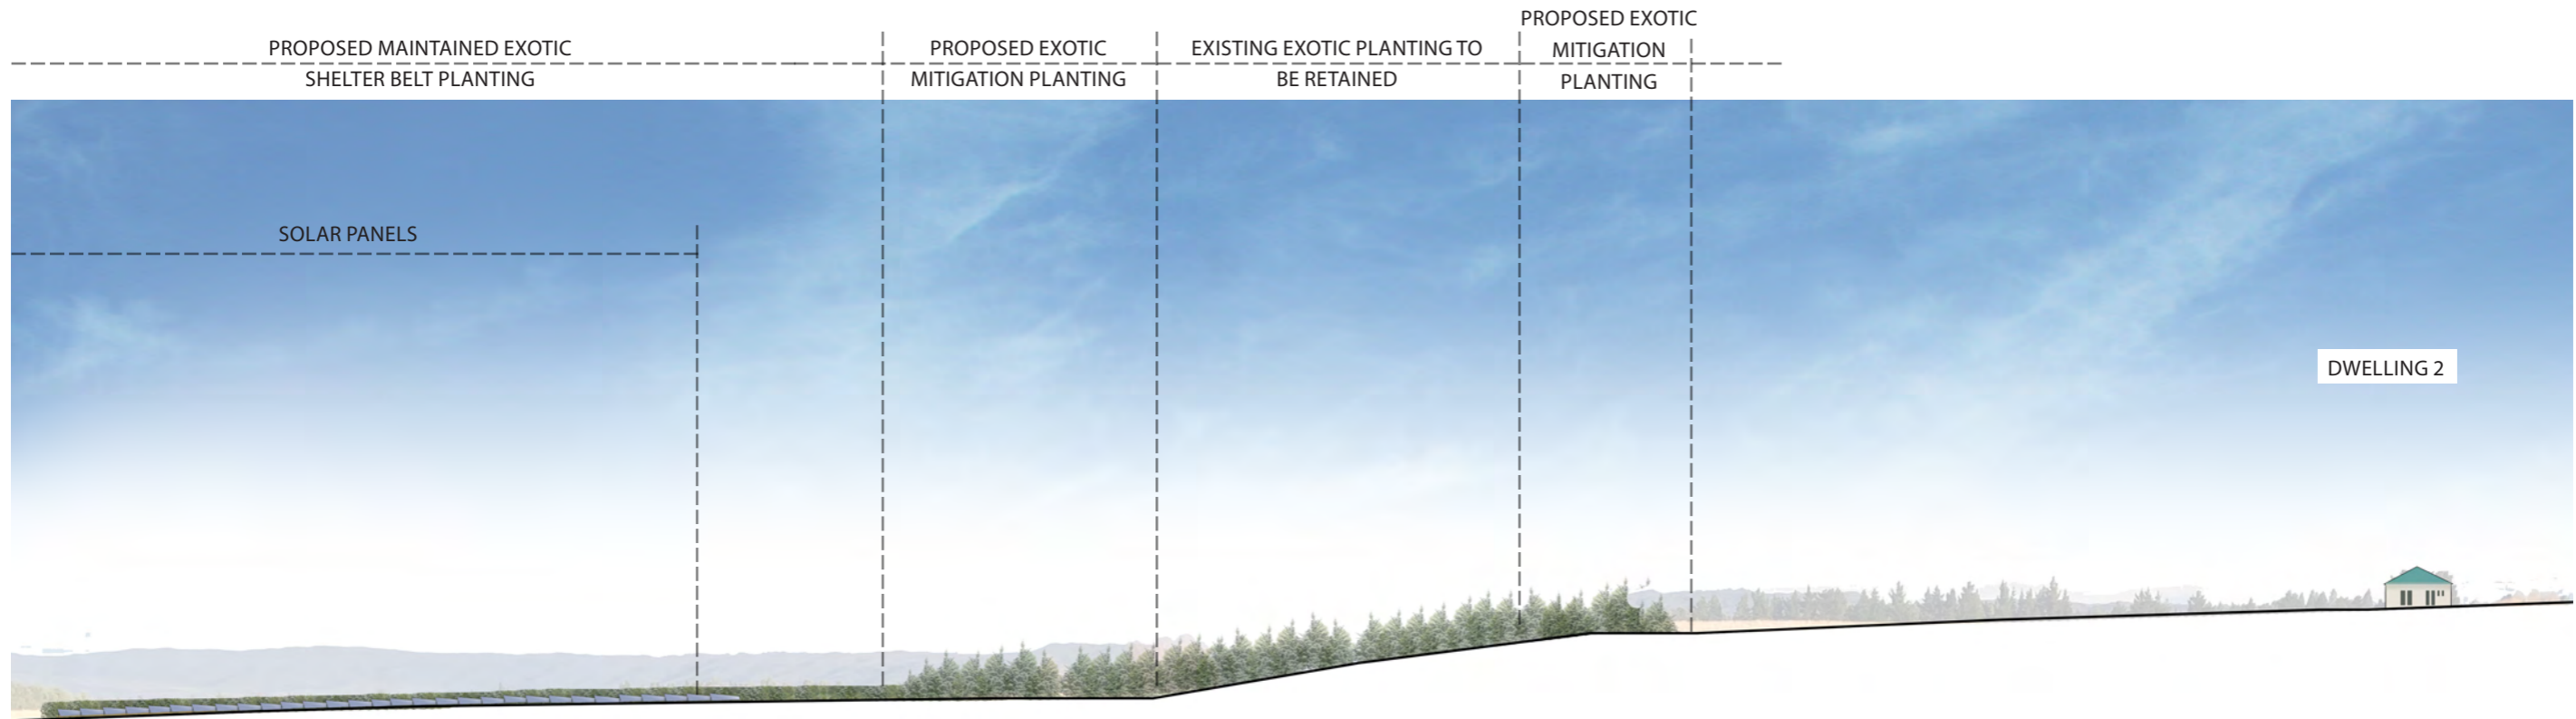 PROPOSED MAINTAINED EXOTIC
SHELTER BELT PLANTING
PROPOSED EXOTIC
MITIGATION PLANTING
EXISTING EXOTIC PLANTING TO
BE RETAINED
PROPOSED EXOTIC
MITIGATION
PLANTING
SOLAR PANELS
DWELLING 2